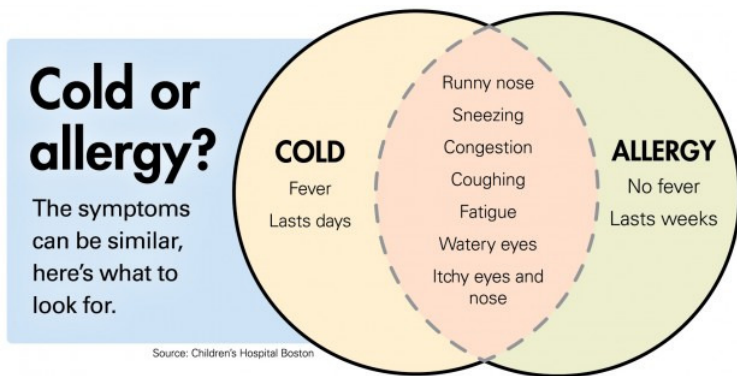 Cold or
allergy?
The symptoms
can be similar,
here's what to
look for.
COLD
Fever
Lasts days
Runny nose
Sneezing
Congestion
Coughing
Fatigue
Watery eyes
Itchy eyes and
nose
ALLERGY
No fever
Lasts weeks
Source: Children's Hospital Boston